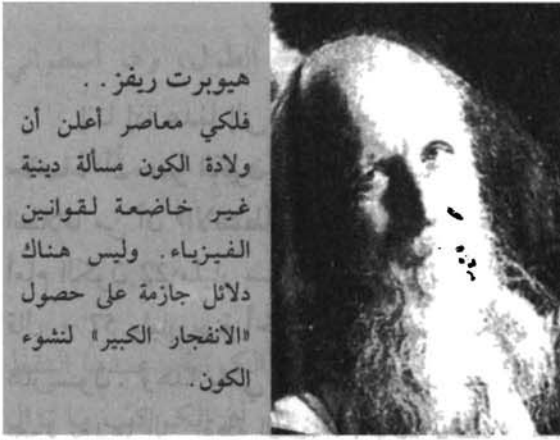 هيوبرت ريفز . .
فلكي معاصر أعلن أن
ولادة الكون مسألة دينية
غير خاضعة لقوانين
الفيزياء. وليس هناك
دلائل جازمة على حصول
«الانفجار الكبير» لنشوء
الكون.